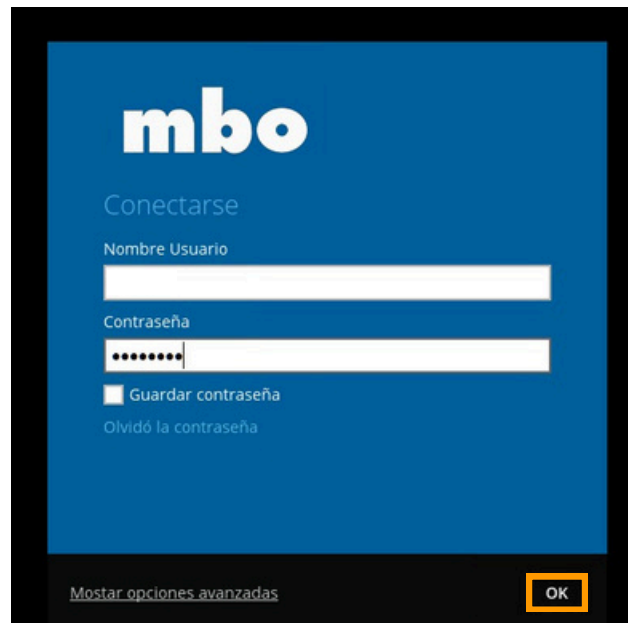 mbo
Conectarse
Nombre Usuario
Contraseña
••••••••
Guardar contraseña
Olvidó la contraseña
Mostar opciones avanzadas
OK